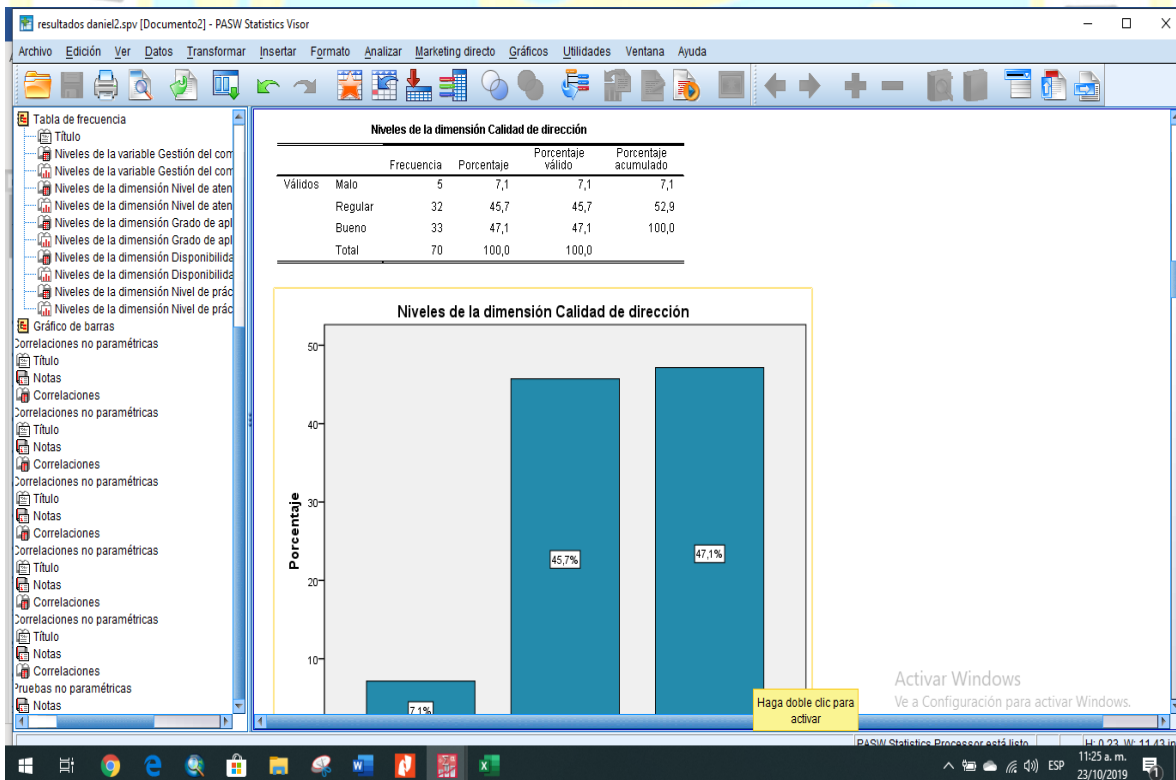 resultados daniel2.spv [Documento2] - PASW Statistics Visor
Archivo Edición Ver Datos Transformar Insertar Formato Analizar Marketing directo Gráficos Utilidades Ventana Ayuda
Tabla de frecuencia
Título
Niveles de la variable Gestión del com
Niveles de la variable Gestión del com
Niveles de la dimensión Nivel de aten
Niveles de la dimensión Nivel de aten
Niveles de la dimensión Grado de apl
Niveles de la dimensión Grado de apl
Niveles de la dimensión Disponibilida
Niveles de la dimensión Disponibilida
Niveles de la dimensión Nivel de prác
Niveles de la dimensión Nivel de prác
Gráfico de barras
Correlaciones no paramétricas
Título
Notas
Correlaciones
Correlaciones no paramétricas
Título
Notas
Correlaciones
Correlaciones no paramétricas
Título
Notas
Correlaciones
Correlaciones no paramétricas
Título
Notas
Correlaciones
Correlaciones no paramétricas
Título
Notas
Correlaciones
Pruebas no paramétricas
Notas
Niveles de la dimensión Calidad de dirección
Frecuencia Porcentaje Porcentaje válido Porcentaje acumulado
Válidos Malo 5 7,1 7,1 7,1
Regular 32 45,7 45,7 52,9
Bueno 33 47,1 47,1 100,0
Total 70 100,0 100,0
Niveles de la dimensión Calidad de dirección
Porcentaje
50
40
30
20
10
7,1%
45,7%
47,1%
Haga doble clic para
activar
Activar Windows
Ve a Configuración para activar Windows.
PASW Statistics Processor está listo H: 0,23, W: 11,43 in
ESP
11:25 a. m.
23/10/2019